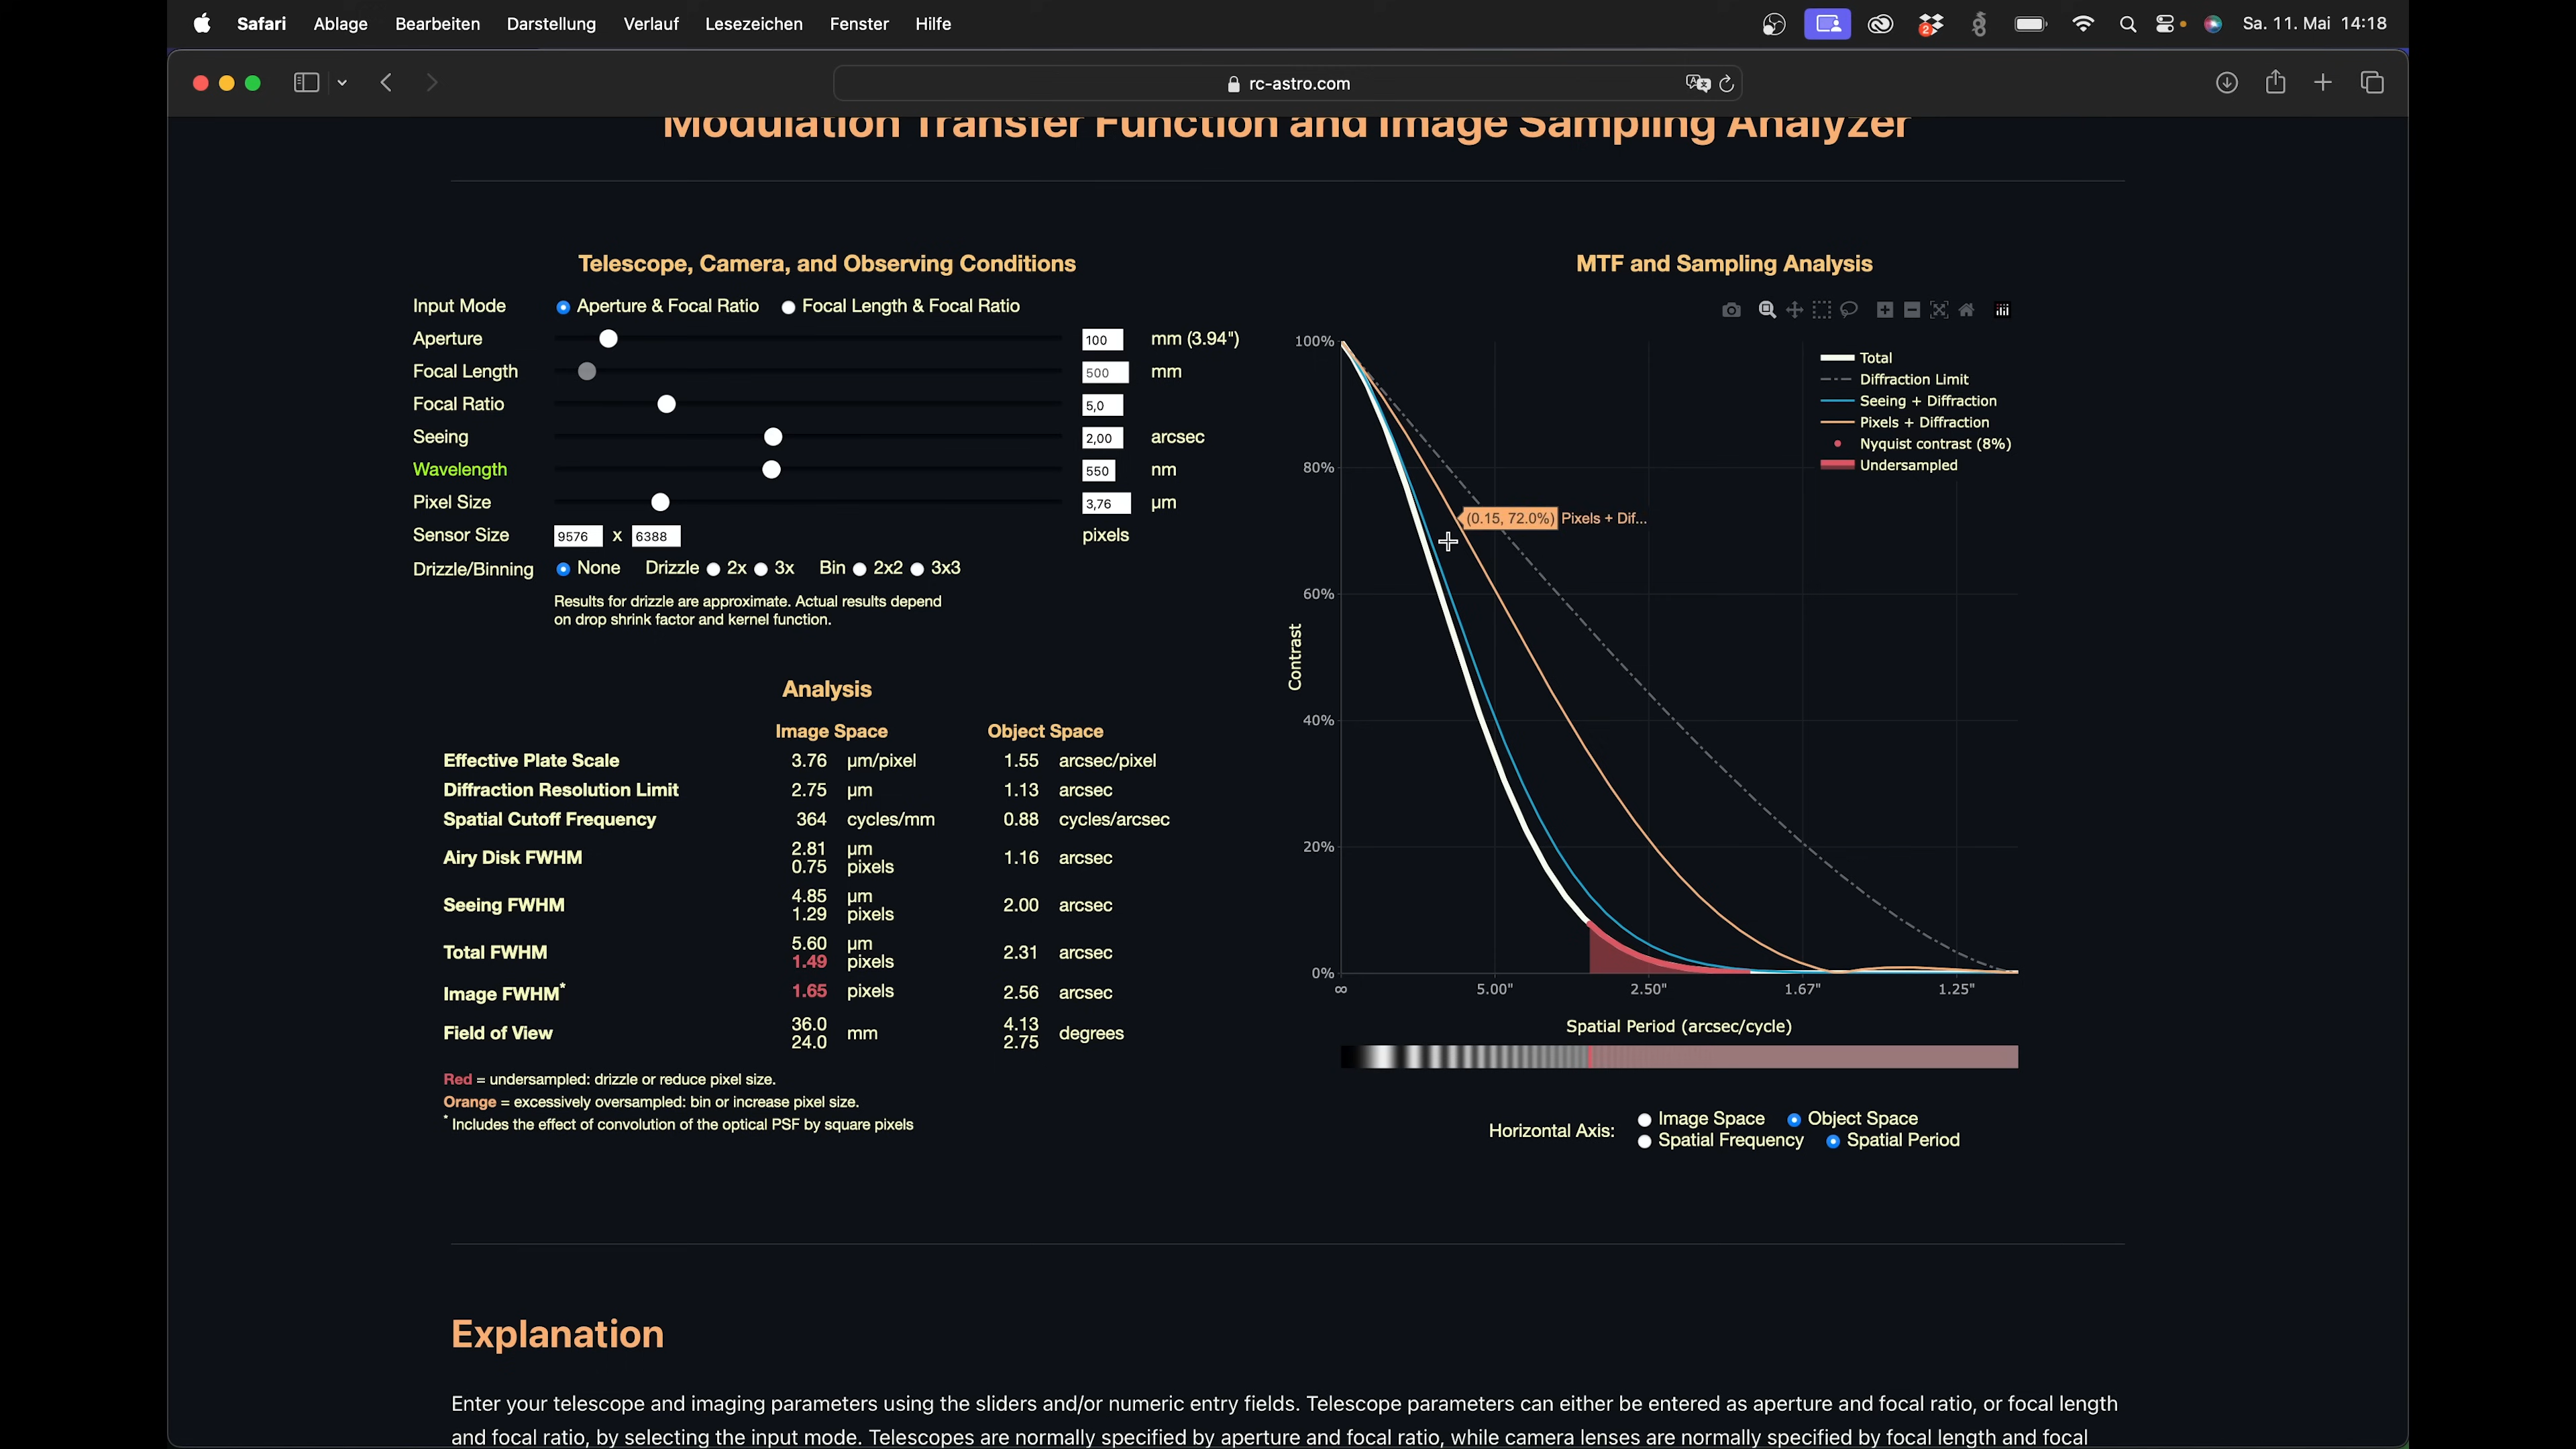 Safari Ablage Bearbeiten Darstellung Verlauf Lesezeichen Fenster Hilfe 2 Sa. 11. Mai 14:18
rc-astro.com
Modulation Transfer Function and Image Sampling Analyzer
Telescope, Camera, and Observing Conditions
Input Mode Aperture & Focal Ratio Focal Length & Focal Ratio
Aperture 100 mm (3.94")
Focal Length 500 mm
Focal Ratio 5,0
Seeing 2,00 arcsec
Wavelength 550 nm
Pixel Size 3,76 µm
Sensor Size 9576 x 6388 pixels
Drizzle/Binning None Drizzle 2x 3x Bin 2x2 3x3
Results for drizzle are approximate. Actual results depend
on drop shrink factor and kernel function.
Analysis
Image Space Object Space
Effective Plate Scale 3.76 µm/pixel 1.55 arcsec/pixel
Diffraction Resolution Limit 2.75 µm 1.13 arcsec
Spatial Cutoff Frequency 364 cycles/mm 0.88 cycles/arcsec
Airy Disk FWHM 2.81 µm 1.16 arcsec
0.75 pixels
Seeing FWHM 4.85 µm 2.00 arcsec
1.29 pixels
Total FWHM 5.60 µm 2.31 arcsec
1.49 pixels
Image FWHM* 1.65 pixels 2.56 arcsec
Field of View 36.0 mm 4.13 degrees
24.0 2.75
Red = undersampled: drizzle or reduce pixel size.
Orange = excessively oversampled: bin or increase pixel size.
* Includes the effect of convolution of the optical PSF by square pixels
MTF and Sampling Analysis
Total
Diffraction Limit
Seeing + Diffraction
Pixels + Diffraction
Nyquist contrast (8%)
Undersampled
(0.15, 72.0%) Pixels + Dif...
100%
80%
60%
40%
20%
0%
Contrast
∞ 5.00" 2.50" 1.67" 1.25"
Spatial Period (arcsec/cycle)
Horizontal Axis: Image Space Object Space
Spatial Frequency Spatial Period
Explanation
Enter your telescope and imaging parameters using the sliders and/or numeric entry fields. Telescope parameters can either be entered as aperture and focal ratio, or focal length
and focal ratio, by selecting the input mode. Telescopes are normally specified by aperture and focal ratio, while camera lenses are normally specified by focal length and focal